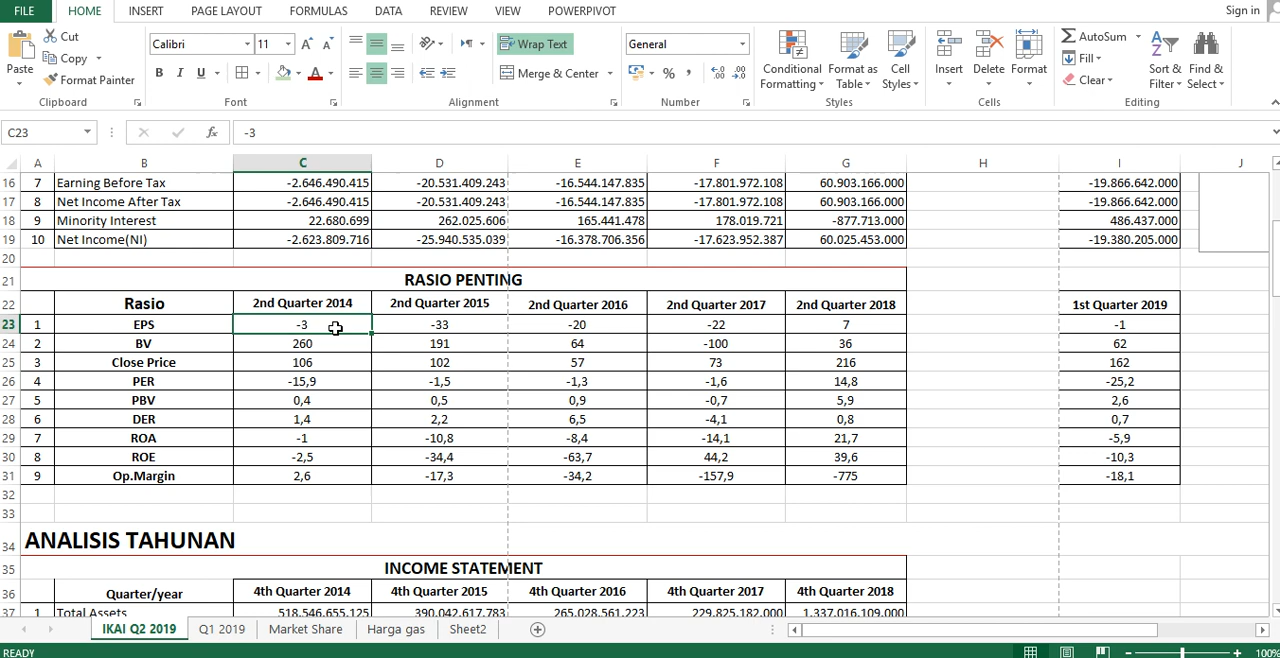 FILE HOME INSERT PAGE LAYOUT FORMULAS DATA REVIEW VIEW POWERPIVOT Sign in
Paste Cut Copy Format Painter
Calibri 11 B I U A
Wrap Text Merge & Center
General % ,
Conditional Formatting Format as Table Cell Styles
Insert Delete Format
AutoSum Fill Clear Sort & Filter Find & Select
Clipboard Font Alignment Number Styles Cells Editing
C23 fx -3
A B C D E F G H I J
16 7 Earning Before Tax -2.646.490.415 -20.531.409.243 -16.544.147.835 -17.801.972.108 60.903.166.000 -19.866.642.000
17 8 Net Income After Tax -2.646.490.415 -20.531.409.243 -16.544.147.835 -17.801.972.108 60.903.166.000 -19.866.642.000
18 9 Minority Interest 22.680.699 262.025.606 165.441.478 178.019.721 -877.713.000 486.437.000
19 10 Net Income(NI) -2.623.809.716 -25.940.535.039 -16.378.706.356 -17.623.952.387 60.025.453.000 -19.380.205.000
20
21 RASIO PENTING
22 Rasio 2nd Quarter 2014 2nd Quarter 2015 2nd Quarter 2016 2nd Quarter 2017 2nd Quarter 2018 1st Quarter 2019
23 1 EPS -3 -33 -20 -22 7 -1
24 2 BV 260 191 64 -100 36 62
25 3 Close Price 106 102 57 73 216 162
26 4 PER -15,9 -1,5 -1,3 -1,6 14,8 -25,2
27 5 PBV 0,4 0,5 0,9 -0,7 5,9 2,6
28 6 DER 1,4 2,2 6,5 -4,1 0,8 0,7
29 7 ROA -1 -10,8 -8,4 -14,1 21,7 -5,9
30 8 ROE -2,5 -34,4 -63,7 44,2 39,6 -10,3
31 9 Op.Margin 2,6 -17,3 -34,2 -157,9 -775 -18,1
32
33
34 ANALISIS TAHUNAN
35 INCOME STATEMENT
36 Quarter/year 4th Quarter 2014 4th Quarter 2015 4th Quarter 2016 4th Quarter 2017 4th Quarter 2018
37 1 Total Assets 518.546.655.125 390.042.617.783 265.028.561.223 229.825.182.000 1.337.016.109.000
IKAI Q2 2019 Q1 2019 Market Share Harga gas Sheet2
READY 100%